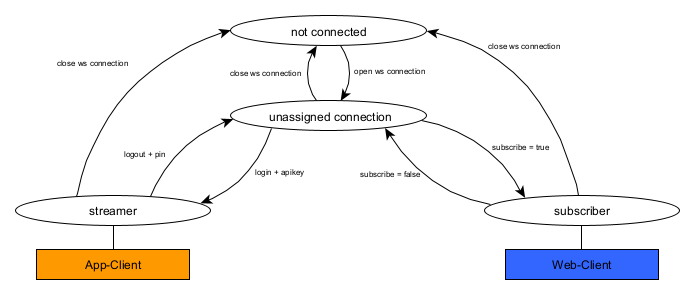 not connected
close ws connection
close ws connection
close ws connection
open ws connection
unassigned connection
logout + pin
login + apikey
subscribe = true
subscribe = false
streamer
subscriber
App-Client
Web-Client